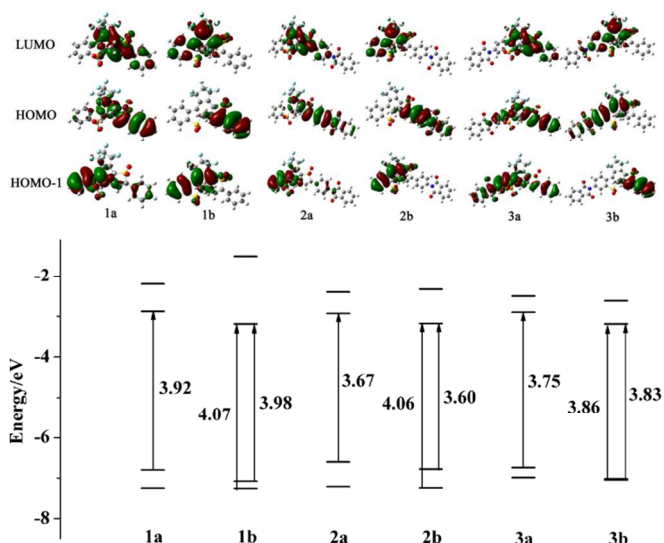 LUMO
HOMO
HOMO-1
1a 1b 2a 2b 3a 3b
Energy/eV
-2
-4
-6
-8
3.92
4.07
3.98
3.67
4.06
3.60
3.75
3.86
3.83
1a 1b 2a 2b 3a 3b